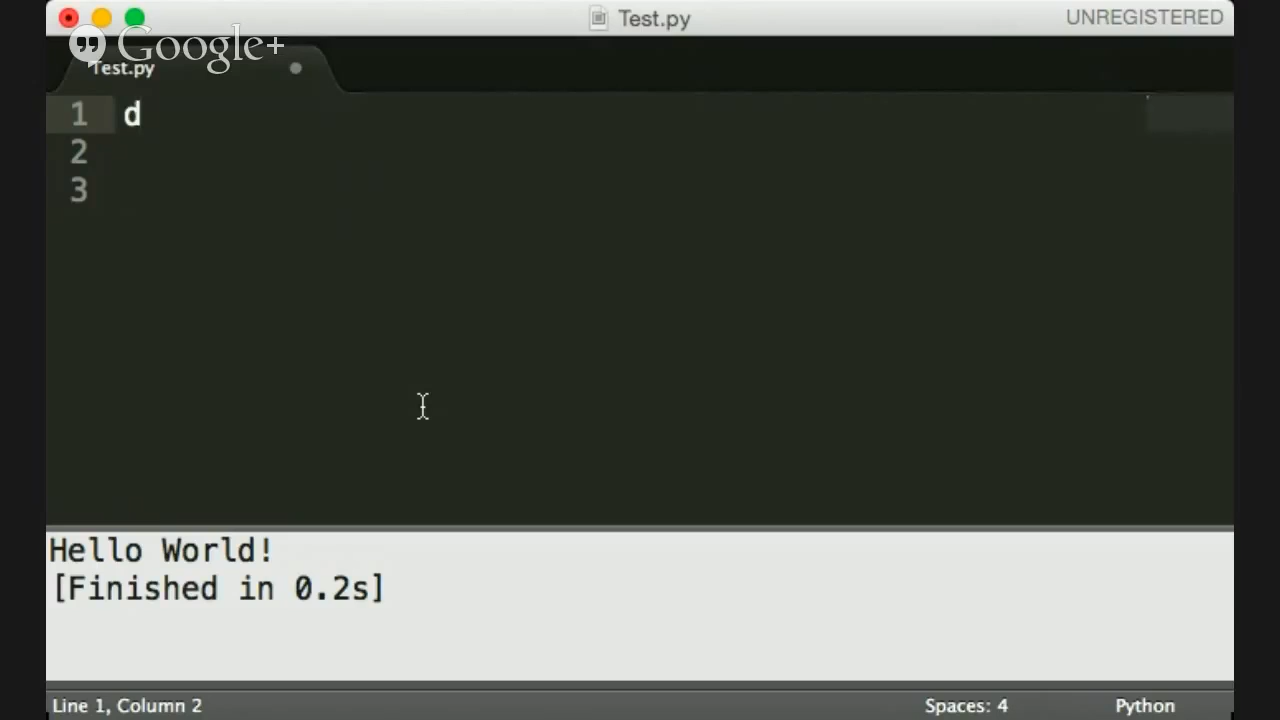 Test.py
UNREGISTERED
Google+
Test.py
1 d
2
3
Hello World!
[Finished in 0.2s]
Line 1, Column 2
Spaces: 4
Python